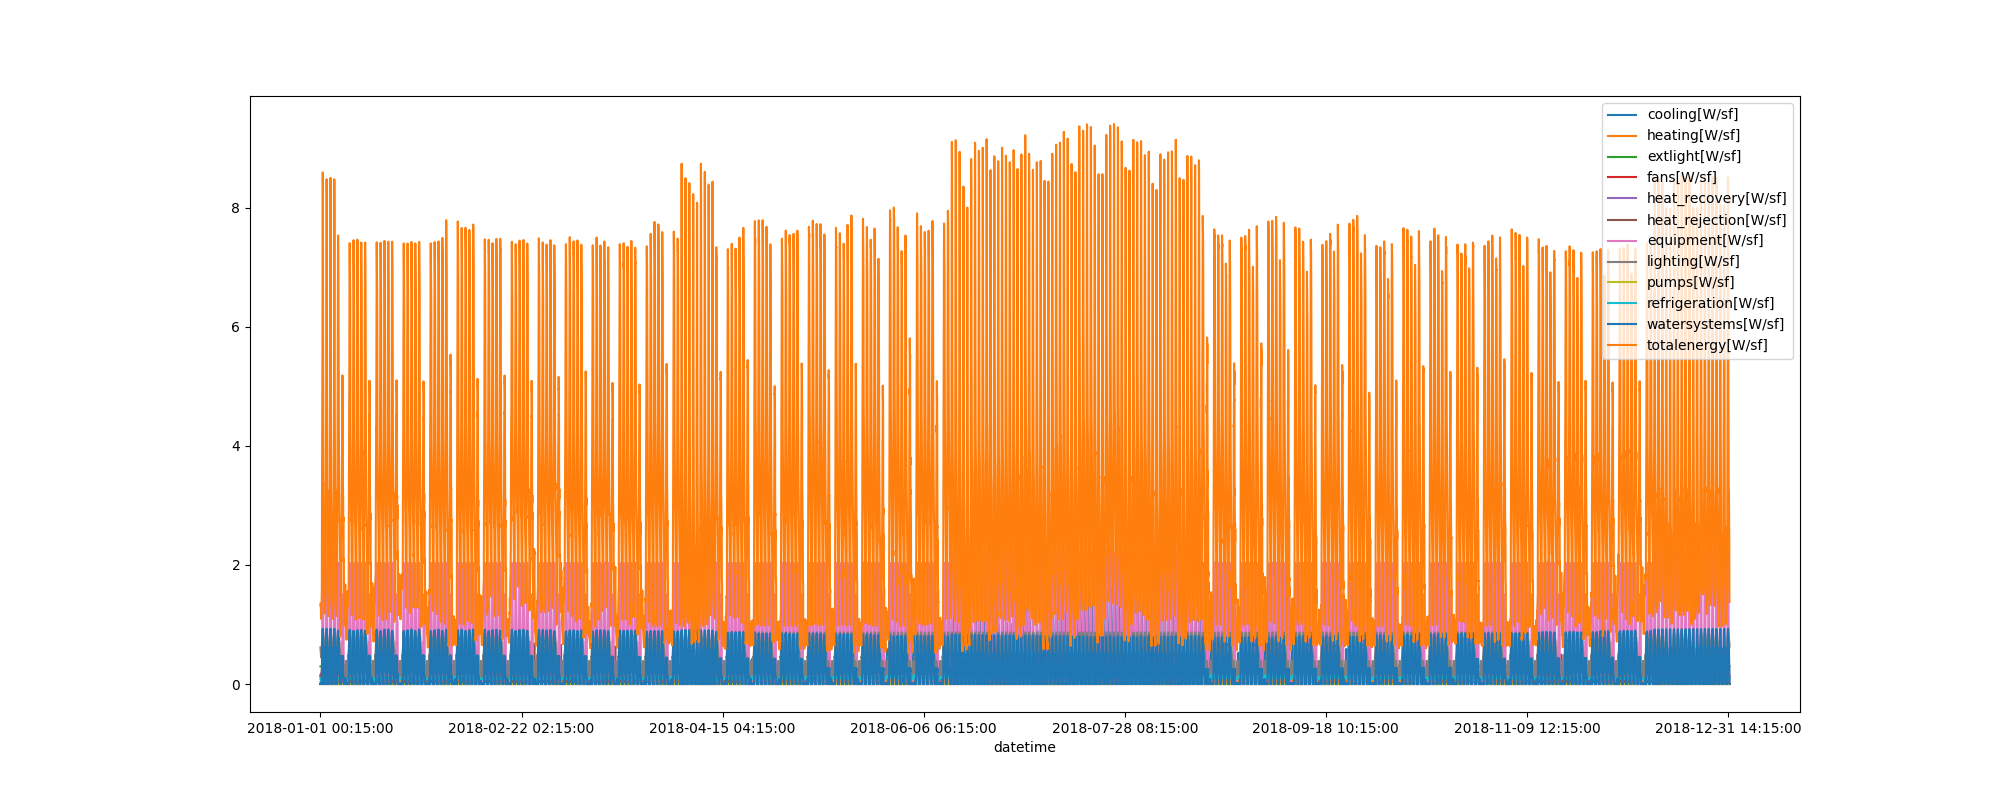 cooling[W/sf]
heating[W/sf]
extlight[W/sf]
fans[W/sf]
heat_recovery[W/sf]
heat_rejection[W/sf]
equipment[W/sf]
lighting[W/sf]
pumps[W/sf]
refrigeration[W/sf]
watersystems[W/sf]
totalenergy[W/sf]
8
6
4
2
0
2018-01-01 00:15:00 2018-02-22 02:15:00 2018-04-15 04:15:00 2018-06-06 06:15:00 2018-07-28 08:15:00 2018-09-18 10:15:00 2018-11-09 12:15:00 2018-12-31 14:15:00
datetime